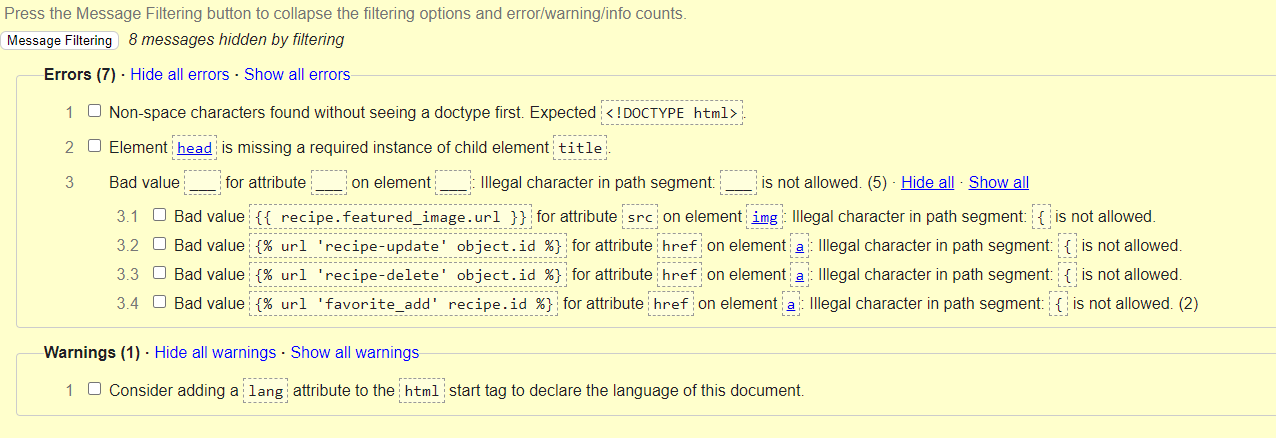 Press the Message Filtering button to collapse the filtering options and error/warning/info counts.
Message Filtering 8 messages hidden by filtering
Errors (7) · Hide all errors · Show all errors
1 Non-space characters found without seeing a doctype first. Expected <!DOCTYPE html>.
2 Element head is missing a required instance of child element title.
3 Bad value ___ for attribute ___ on element ___: Illegal character in path segment: ___ is not allowed. (5) · Hide all · Show all
3.1 Bad value {{ recipe.featured_image.url }} for attribute src on element img: Illegal character in path segment: { is not allowed.
3.2 Bad value {% url 'recipe-update' object.id %} for attribute href on element a: Illegal character in path segment: { is not allowed.
3.3 Bad value {% url 'recipe-delete' object.id %} for attribute href on element a: Illegal character in path segment: { is not allowed.
3.4 Bad value {% url 'favorite_add' recipe.id %} for attribute href on element a: Illegal character in path segment: { is not allowed. (2)
Warnings (1) · Hide all warnings · Show all warnings
1 Consider adding a lang attribute to the html start tag to declare the language of this document.